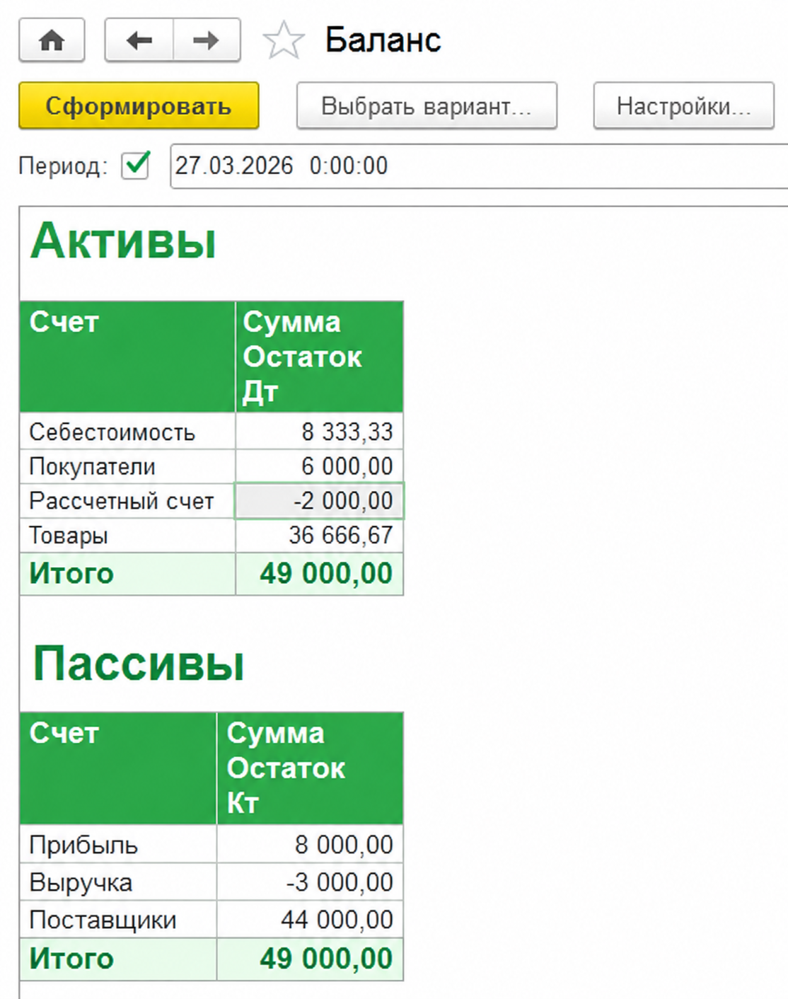 Баланс
Сформировать Выбрать вариант... Настройки...
Период: 27.03.2026 0:00:00
Активы
Счет Сумма
Остаток
Дт
Себестоимость 8 333,33
Покупатели 6 000,00
Рассчетный счет -2 000,00
Товары 36 666,67
Итого 49 000,00
Пассивы
Счет Сумма
Остаток
Кт
Прибыль 8 000,00
Выручка -3 000,00
Поставщики 44 000,00
Итого 49 000,00